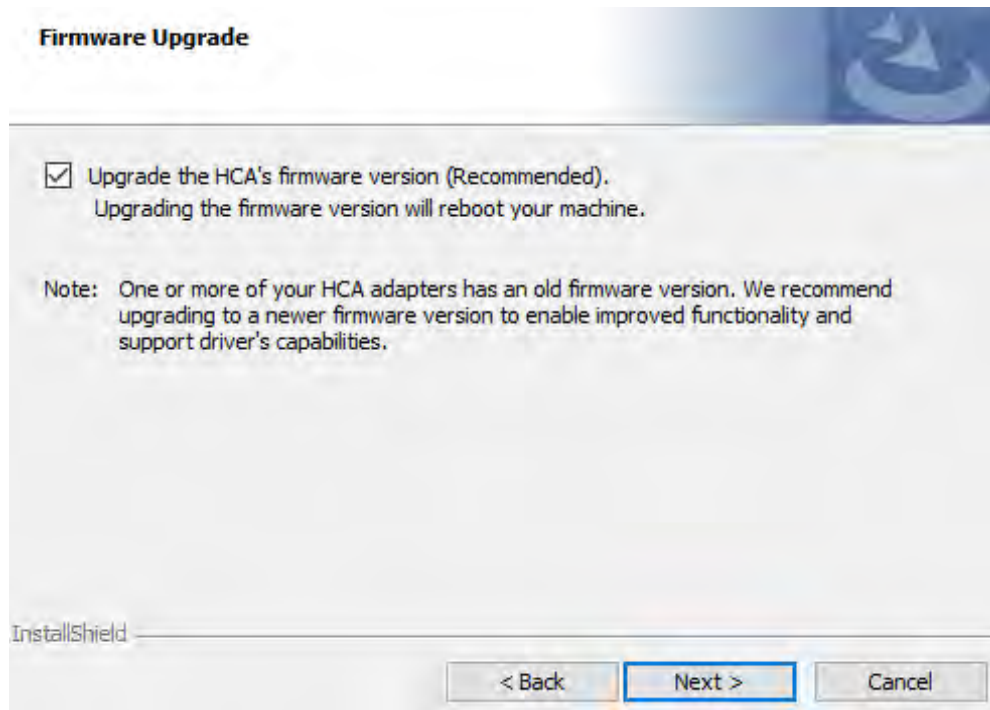 Firmware Upgrade
Upgrade the HCA's firmware version (Recommended).
Upgrading the firmware version will reboot your machine.
Note: One or more of your HCA adapters has an old firmware version. We recommend
upgrading to a newer firmware version to enable improved functionality and
support driver's capabilities.
InstallShield
< Back Next > Cancel